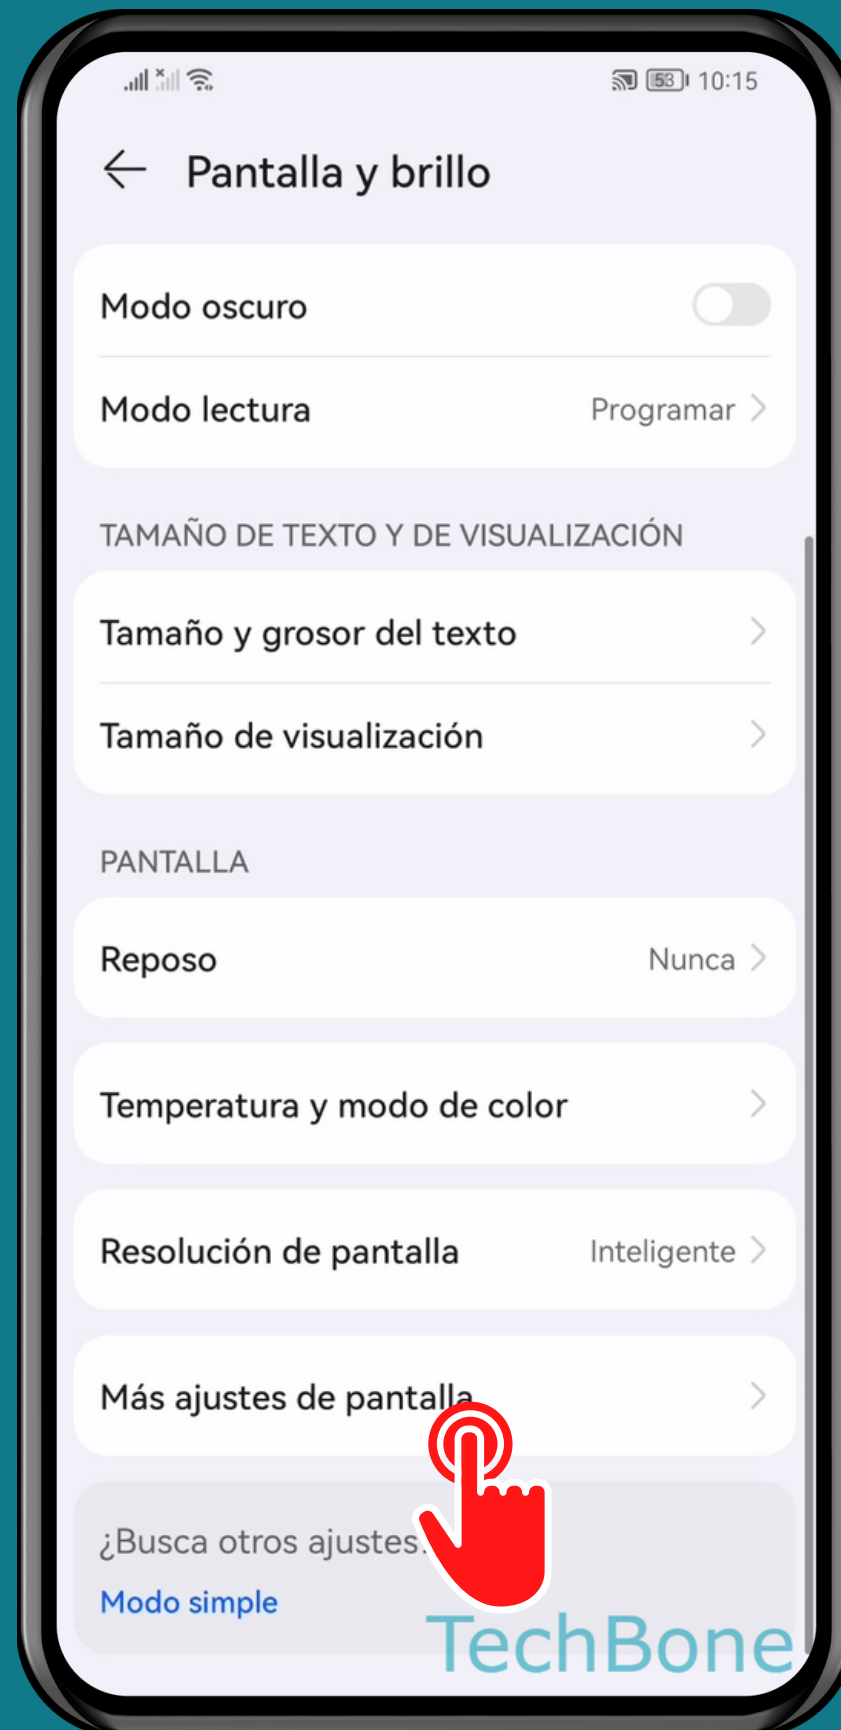 53 10:15
Pantalla y brillo
Modo oscuro
Modo lectura Programar
TAMAÑO DE TEXTO Y DE VISUALIZACIÓN
Tamaño y grosor del texto
Tamaño de visualización
PANTALLA
Reposo Nunca
Temperatura y modo de color
Resolución de pantalla Inteligente
Más ajustes de pantalla
¿Busca otros ajustes?
Modo simple
TechBone